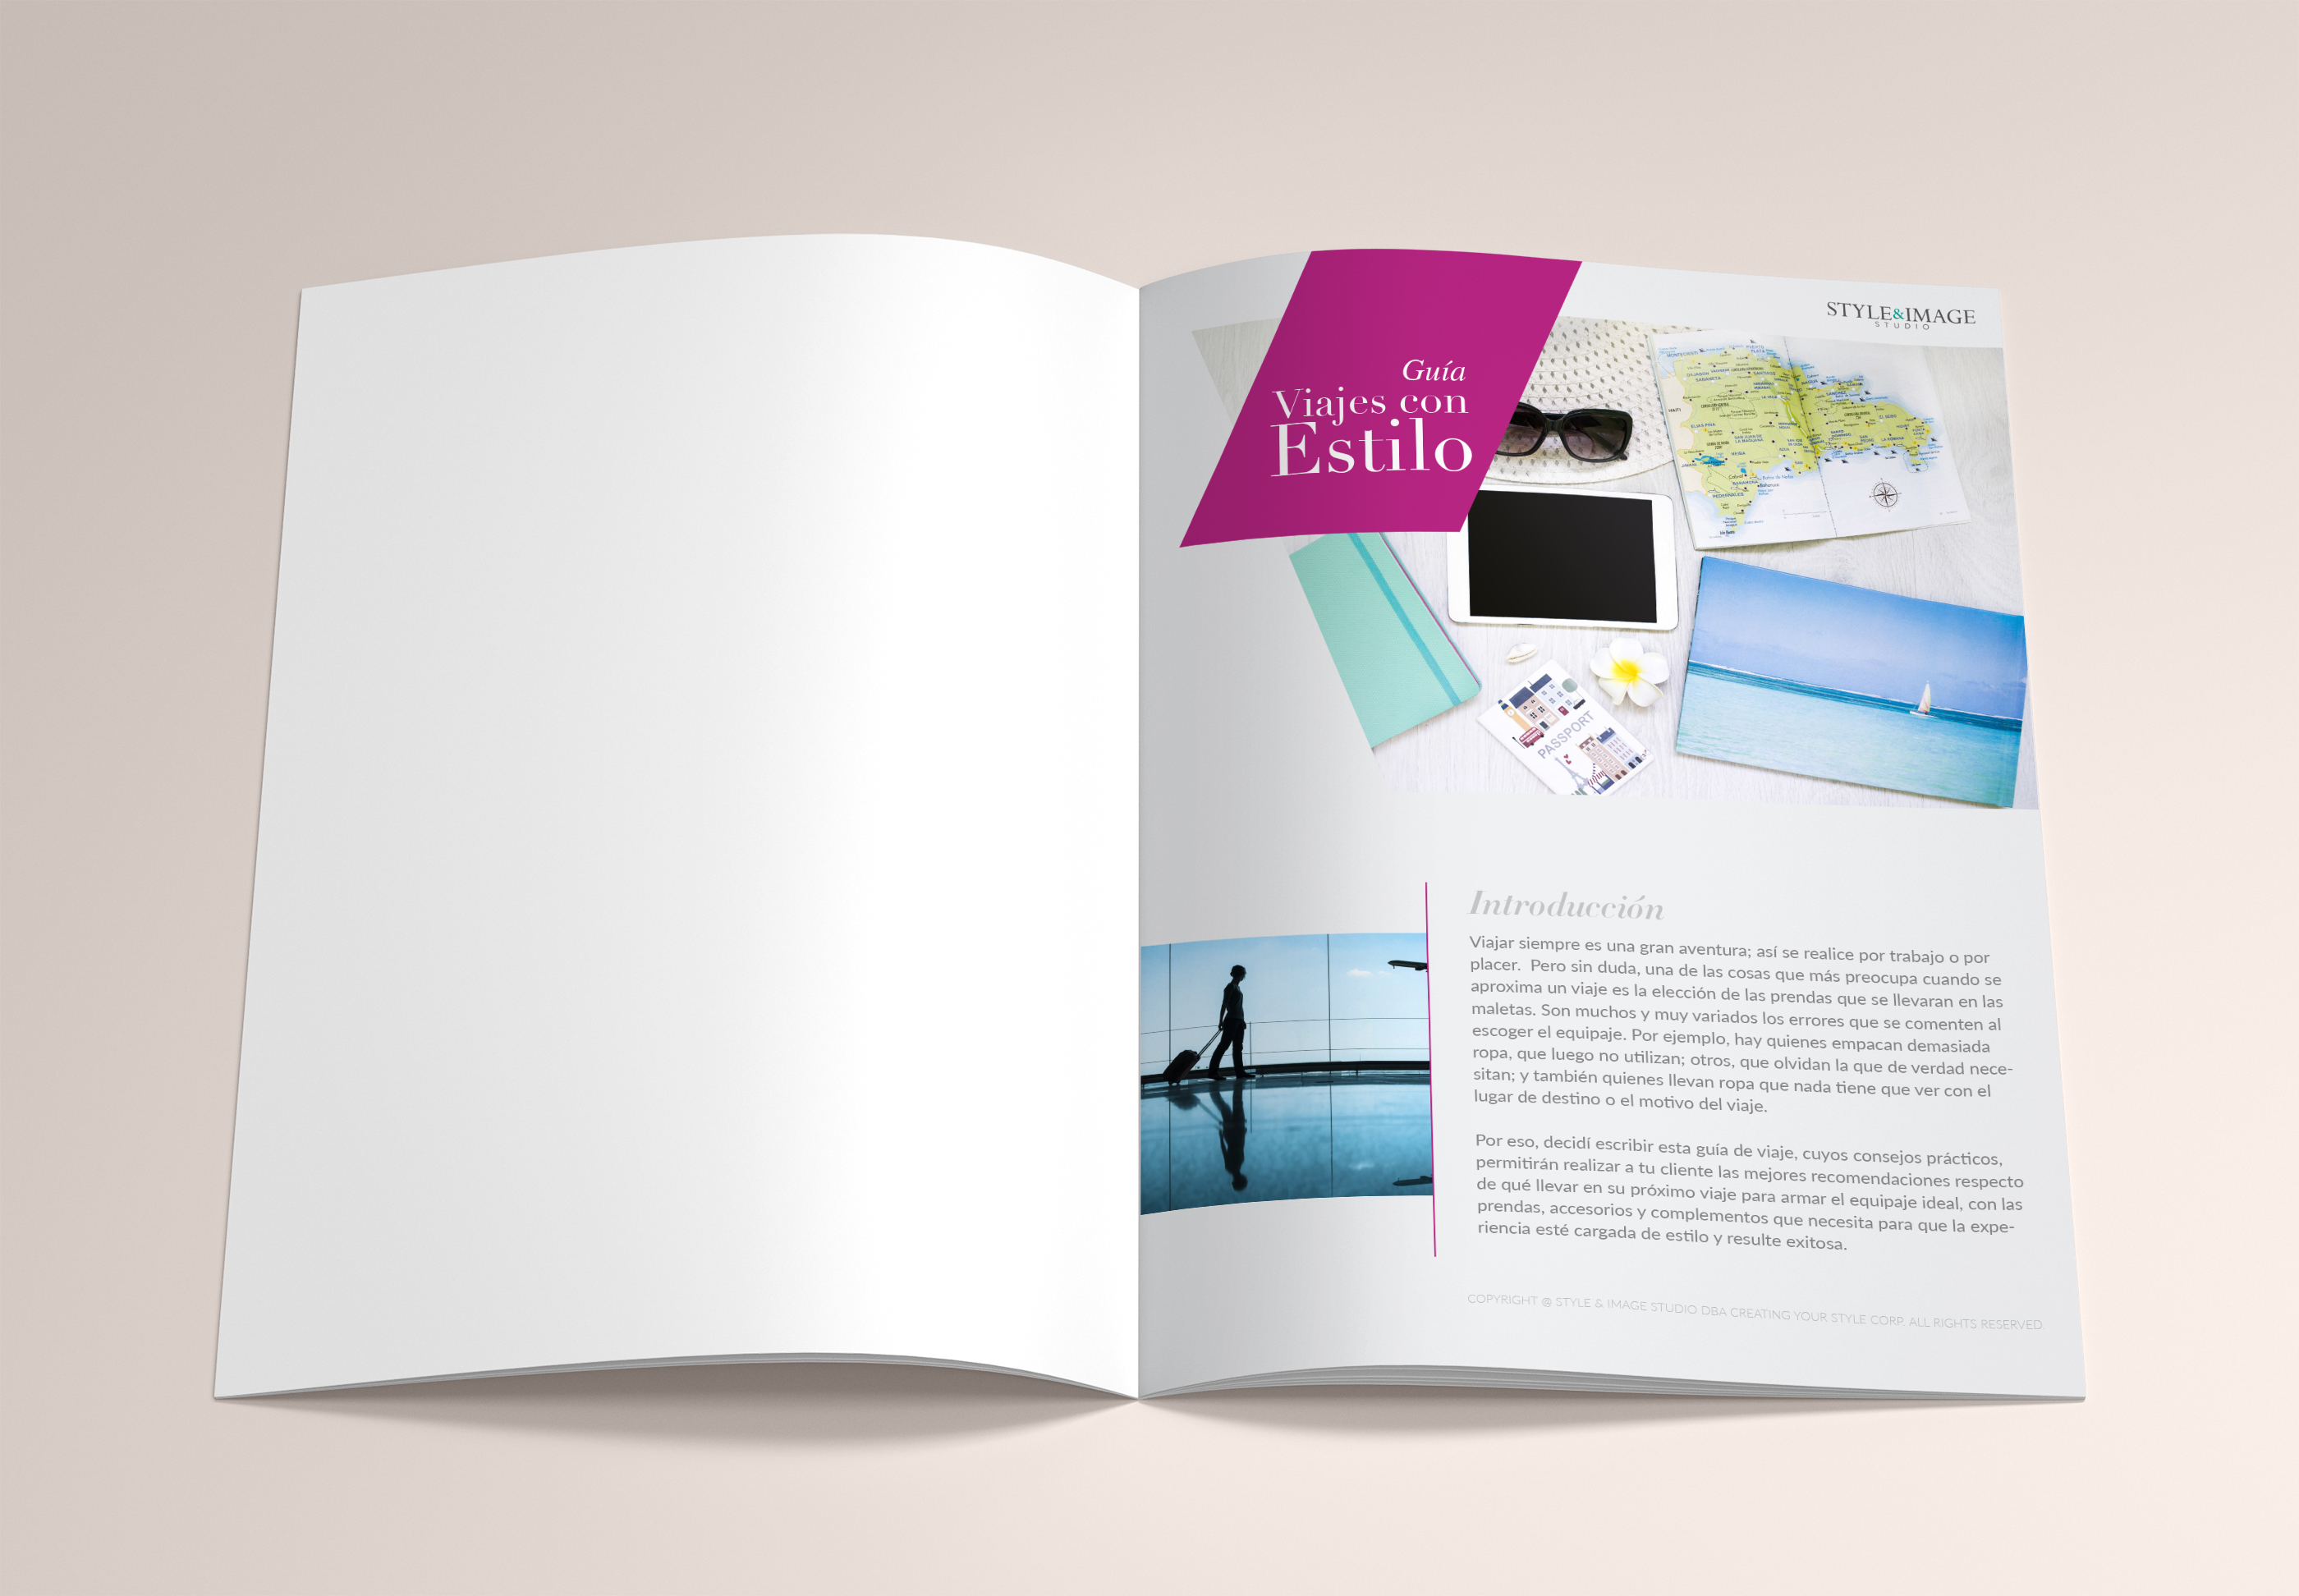 STYLE&IMAGE
STUDIO
Guía
Viajes con
Estilo
PASSPORT
Introducción
Viajar siempre es una gran aventura; así se realice por trabajo o por
placer.  Pero sin duda, una de las cosas que más preocupa cuando se
aproxima un viaje es la elección de las prendas que se llevaran en las
maletas. Son muchos y muy variados los errores que se comenten al
escoger el equipaje. Por ejemplo, hay quienes empacan demasiada
ropa, que luego no utilizan; otros, que olvidan la que de verdad nece-
sitan; y también quienes llevan ropa que nada tiene que ver con el
lugar de destino o el motivo del viaje.
Por eso, decidí escribir esta guía de viaje, cuyos consejos prácticos,
permitirán realizar a tu cliente las mejores recomendaciones respecto
de qué llevar en su próximo viaje para armar el equipaje ideal, con las
prendas, accesorios y complementos que necesita para que la expe-
riencia esté cargada de estilo y resulte exitosa.
COPYRIGHT @ STYLE & IMAGE STUDIO DBA CREATING YOUR STYLE CORP. ALL RIGHTS RESERVED.